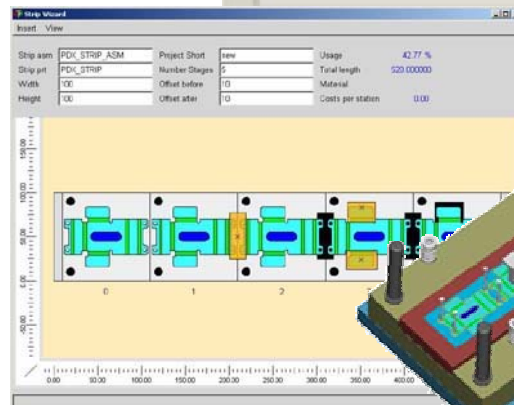 Strip Wizard
Insert View
Strip asm PDX_STRIP_ASM Project Short new Usage 42.77 %
Strip prt PDX_STRIP Number Stages 5 Total length 520.000000
Width 100 Offset before 10 Material
Height 100 Offset after 10 Costs per station 0.00
150.00
100.00
50.00
0.00
-50.00
0 1 2
0.00 50.00 100.00 150.00 200.00 250.00 300.00 350.00 400.00